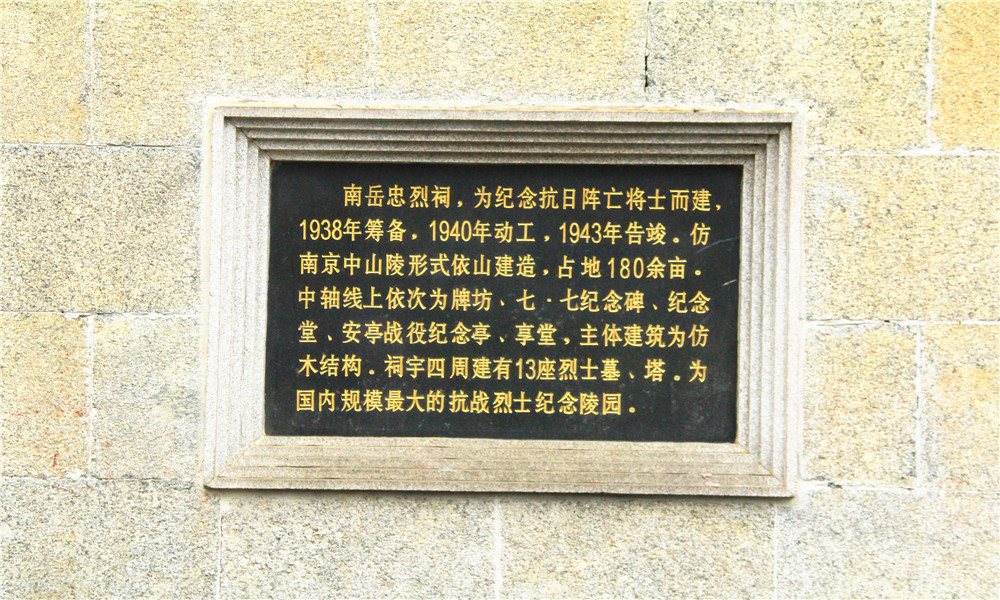 南岳忠烈祠，为纪念抗日阵亡将士而建，
1938年筹备，1940年动工，1943年告竣。仿
南京中山陵形式依山建造，占地180余亩。
中轴线上依次为牌坊、七·七纪念碑、纪念
堂、安亭战役纪念亭、享堂，主体建筑为仿
木结构。祠宇四周建有13座烈士墓、塔。为
国内规模最大的抗战烈士纪念陵园。